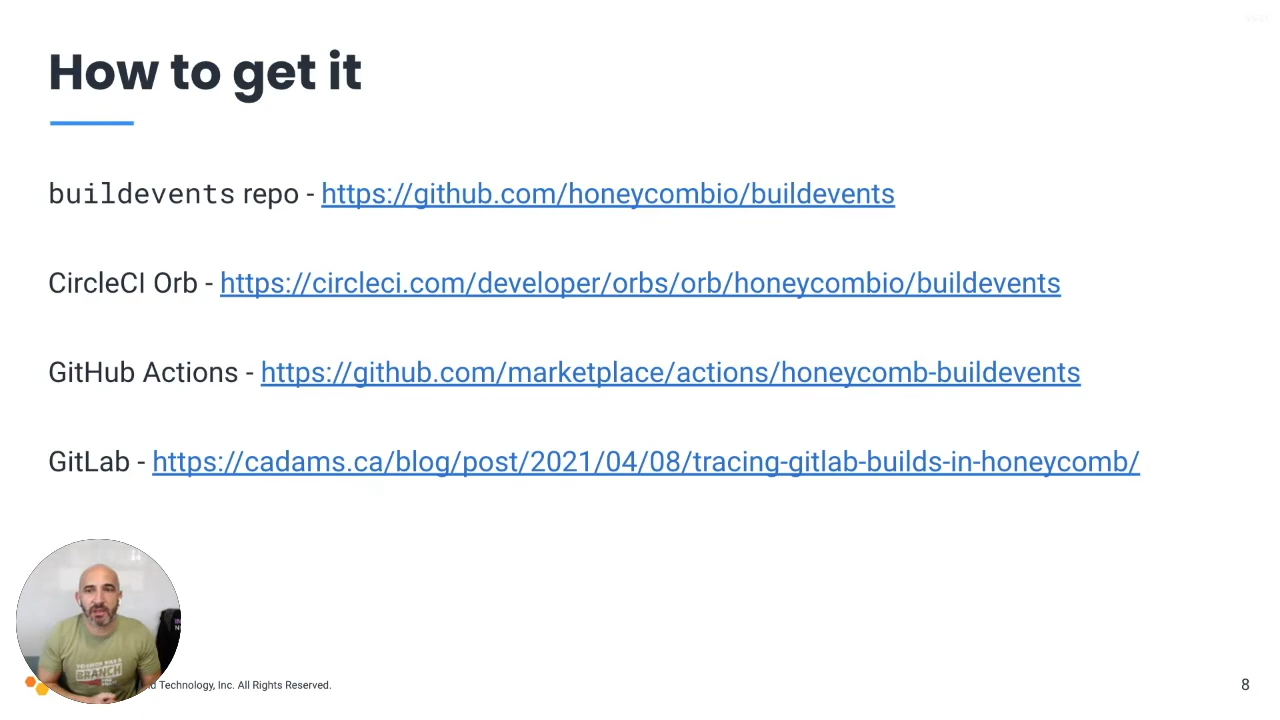 How to get it
buildevents repo - https://github.com/honeycombio/buildevents
CircleCI Orb - https://circleci.com/developer/orbs/orb/honeycombio/buildevents
GitHub Actions - https://github.com/marketplace/actions/honeycomb-buildevents
GitLab - https://cadams.ca/blog/post/2021/04/08/tracing-gitlab-builds-in-honeycomb/
BRANCH
Technology, Inc. All Rights Reserved.
8